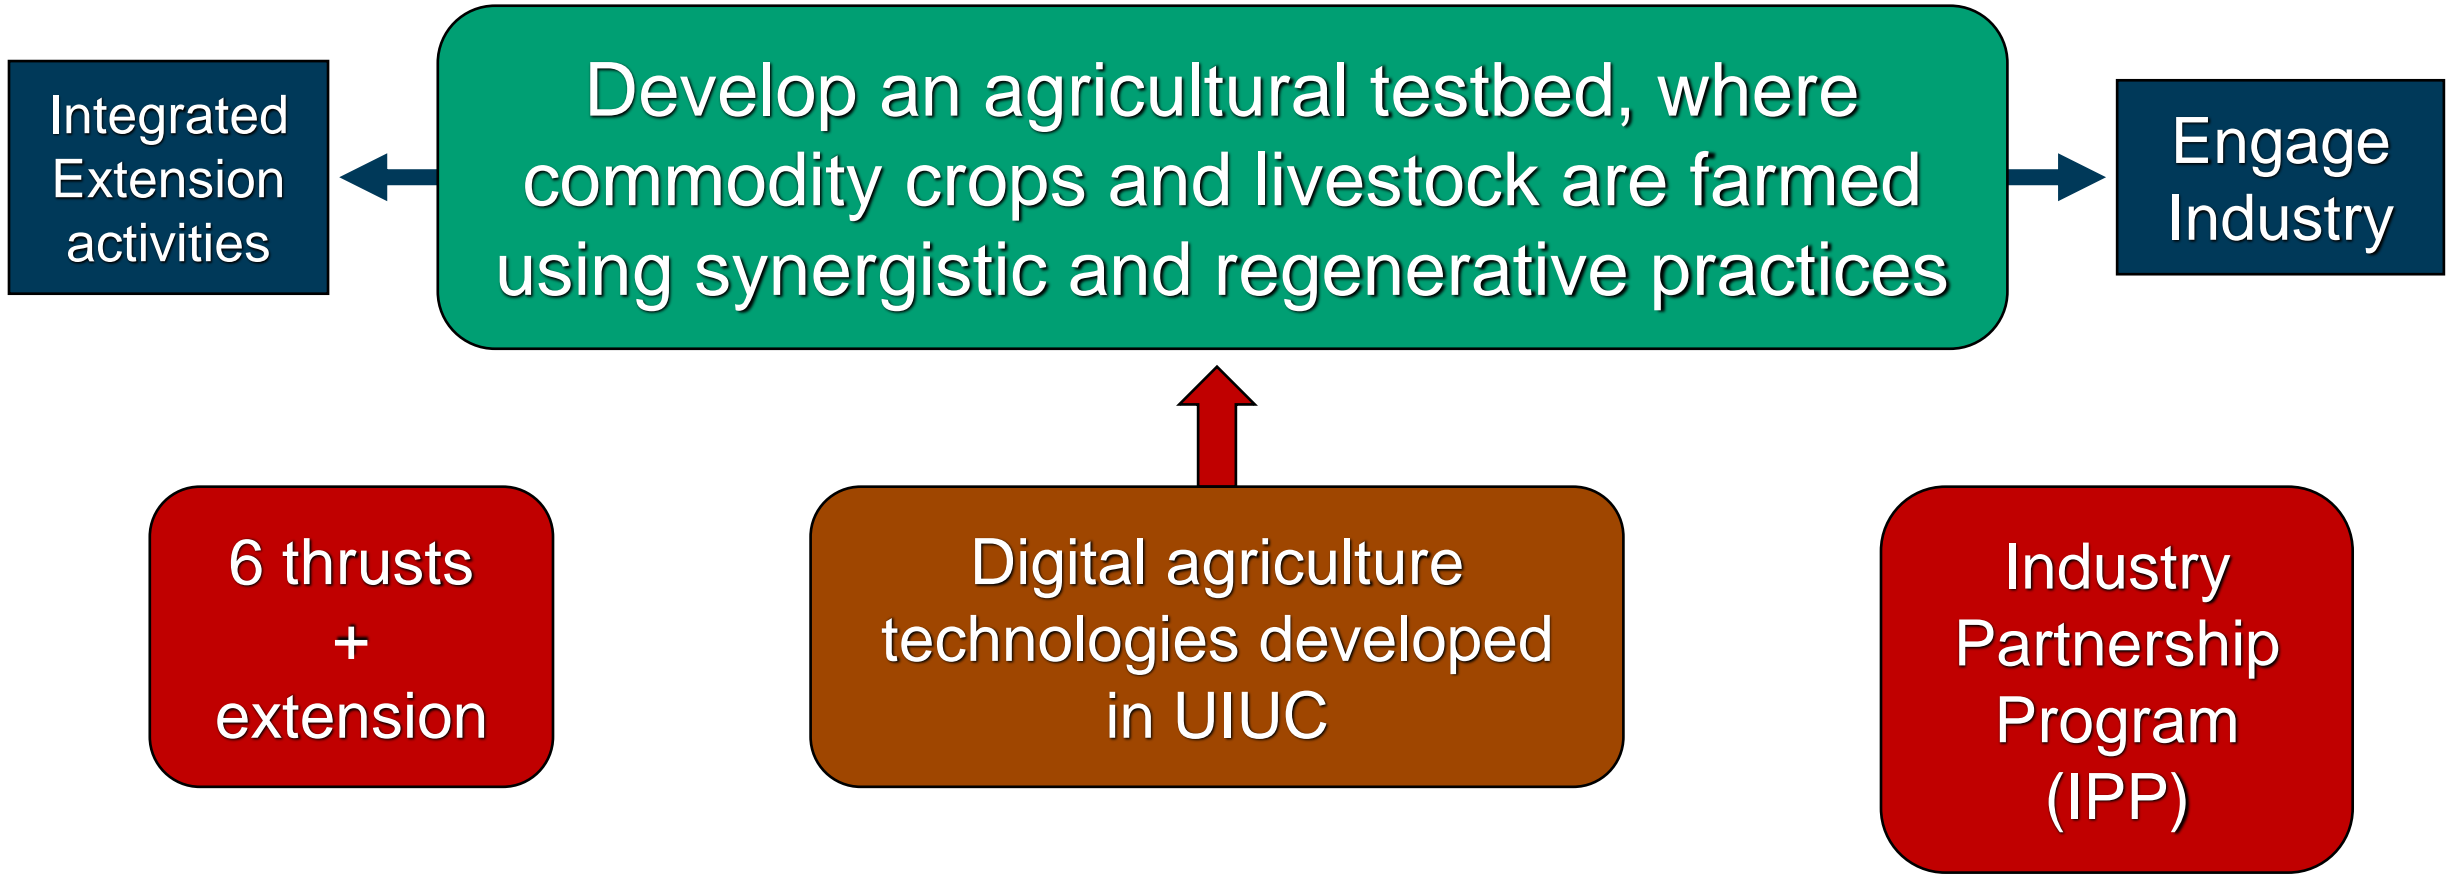 Integrated
Extension
activities
Develop an agricultural testbed, where
commodity crops and livestock are farmed
using synergistic and regenerative practices
Engage
Industry
6 thrusts
+
extension
Digital agriculture
technologies developed
in UIUC
Industry
Partnership
Program
(IPP)